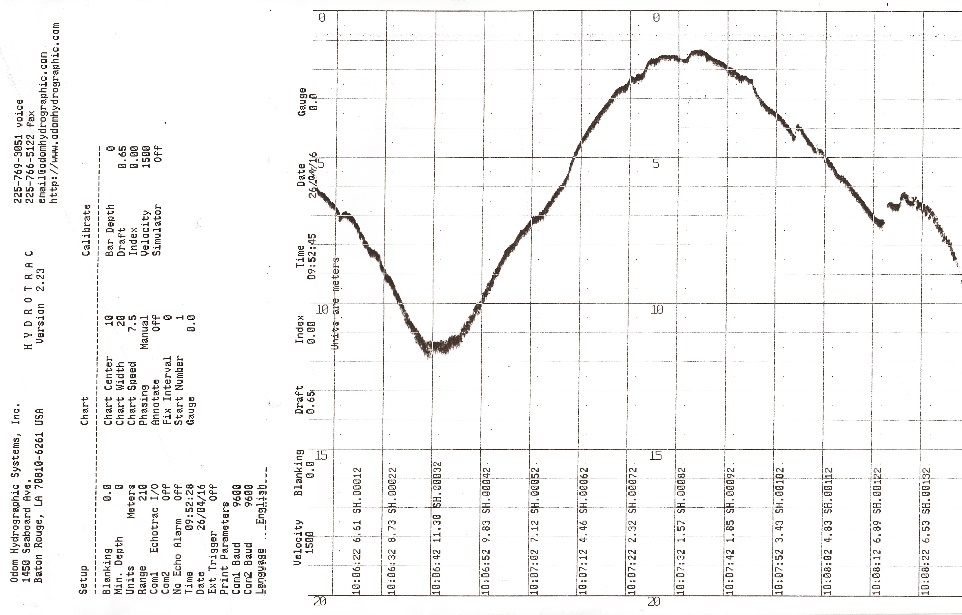 Odom Hydrographic Systems, Inc. 225-769-3051 voice
1450 Seaboard Ave. H Y D R O T R A C 225-766-5122 fax
Baton Rouge, LA 70810-6261 USA Version 2.23 email@odomhydrographic.com
http://www.odomhydrographic.com
Setup Chart Calibrate
Blanking 0.0 Chart Center 10 Bar Depth 0
Min. Depth 0 Chart Width 20 Draft 0.65
Units Meters Chart Speed 7.5 Index 0.00
Range 210 Phasing Manual Velocity 1500
Com1 Echotrac I/O Annotate Off Simulator Off
Com2 Off Fix Interval 0
No Echo Alarm Off Start Number 1
Time 09:52:28 Gauge 0.0
Date 26/04/16
Ext Trigger Off
Print Parameters
Com1 Baud 9600
Com2 Baud 9600
Language ... English
Velocity Blanking Draft Index Time Date Gauge
1500 0.0 0.65 0.00 09:52:45 26/04/16 0.0
20 15 10 5 0
Units are meters
10:06:22 6.61 SH.00012
10:06:32 8.73 SH.00022
10:06:42 11.30 SH.00032
10:06:52 9.83 SH.00042
10:07:02 7.12 SH.00052
10:07:12 4.46 SH.00062
10:07:22 2.32 SH.00072
20 15 10 5 0
10:07:32 1.57 SH.00082
10:07:42 1.85 SH.00092
10:07:52 3.43 SH.00102
10:08:02 4.83 SH.00112
10:08:12 6.89 SH.00122
10:08:22 6.53 SH.00132